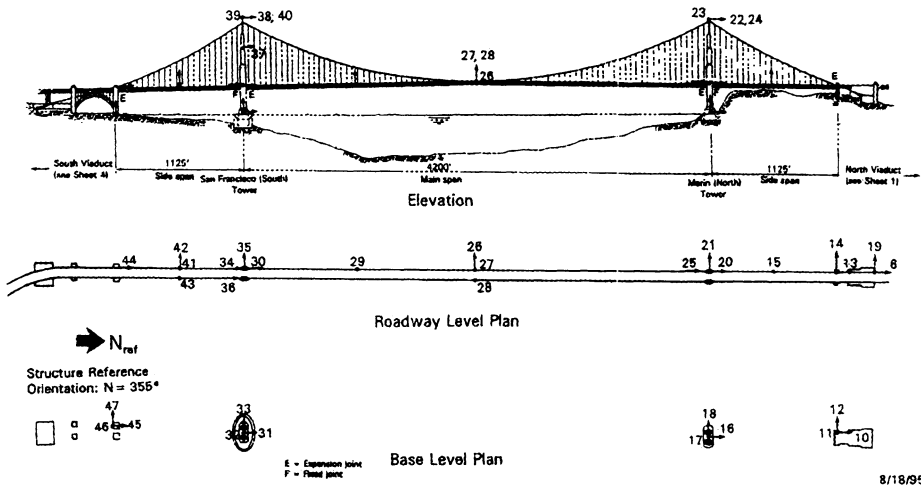 39 38, 40
23 22, 24
37
27, 28
26
E
E
F E
E F
E
South Viaduct
(see Sheet 4)
1125'
Side span
San Francisco (South)
Tower
4200'
Main span
Marin (North)
Tower
1125'
Side span
North Viaduct
(see Sheet 1)
Elevation
42 35 26 21 14 19
44 41 34 30 29 27 25 20 15 13 6
43 36 28
Roadway Level Plan
Nref
Structure Reference
Orientation: N = 355°
47 33 18 12
46 45 31 17 16 11 10
E = Expansion joint
F = Fixed joint
Base Level Plan
8/18/95